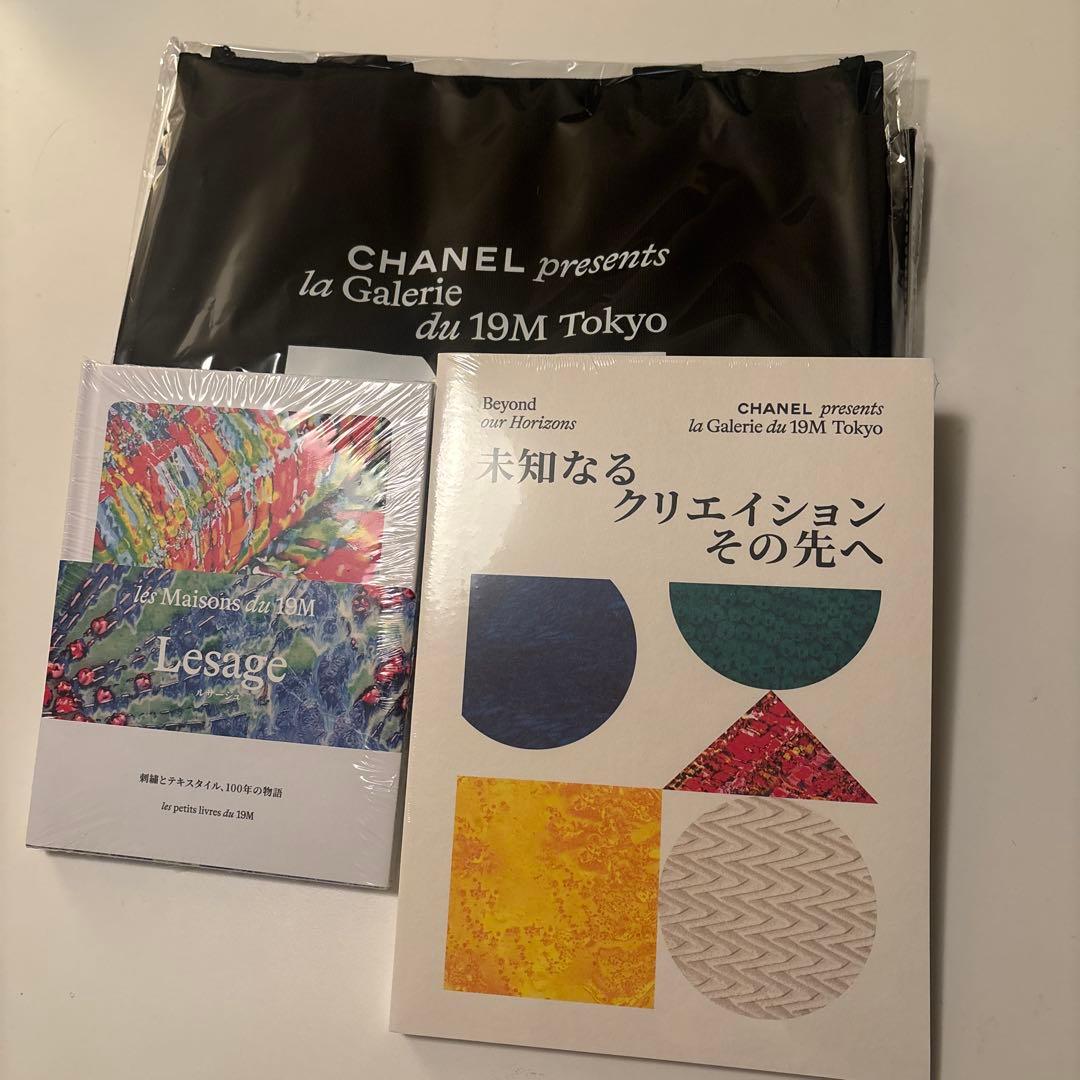 CHANEL presents
la Galerie
du 19M Tokyo
les Maisons du 19M
Lesage
ルサージュ
刺繍とテキスタイル、100年の物語
les petits livres du 19M
Beyond
our Horizons
CHANEL presents
la Galerie du 19M Tokyo
未知なる
クリエイション
その先へ